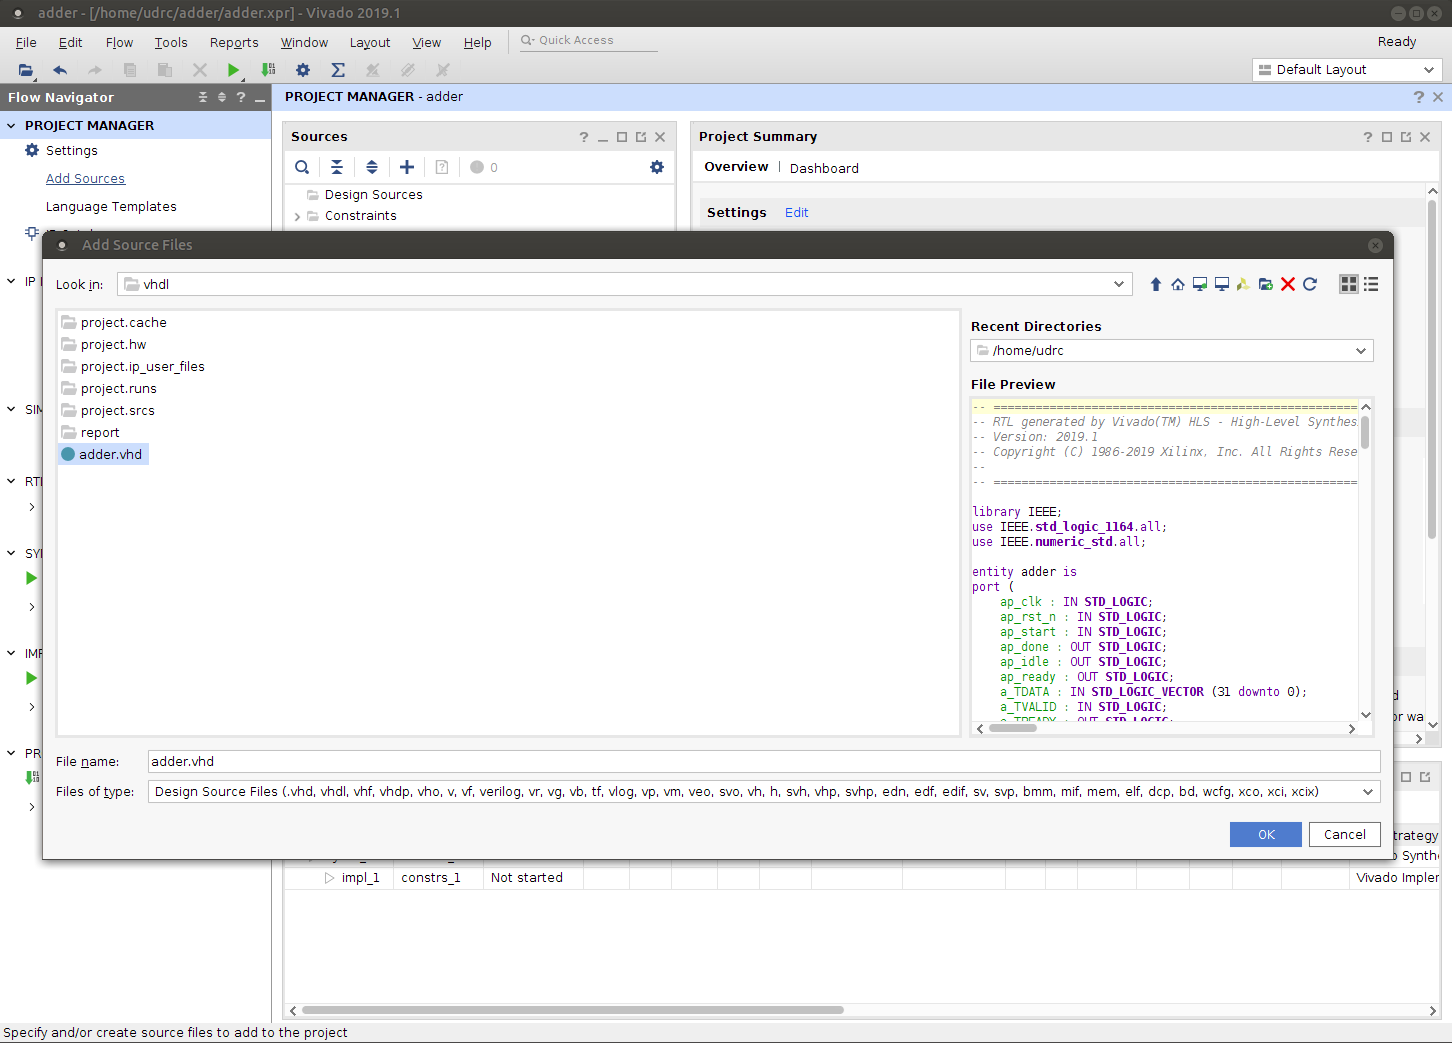 adder - [/home/udrc/adder/adder.xpr] - Vivado 2019.1
File Edit Flow Tools Reports Window Layout View Help Quick Access Ready
Default Layout
Flow Navigator
PROJECT MANAGER - adder
PROJECT MANAGER
Settings
Add Sources
Language Templates
Sources
0
Design Sources
Constraints
Project Summary
Overview | Dashboard
Settings Edit
IP
SIM
RT
SY
IMP
PR
Add Source Files
Look in: vhdl
project.cache
project.hw
project.ip_user_files
project.runs
project.srcs
report
adder.vhd
Recent Directories
/home/udrc
File Preview
-- ====================================================
-- RTL generated by Vivado(TM) HLS - High-Level Synthes
-- Version: 2019.1
-- Copyright (C) 1986-2019 Xilinx, Inc. All Rights Rese
--
-- ====================================================
library IEEE;
use IEEE.std_logic_1164.all;
use IEEE.numeric_std.all;
entity adder is
port (
ap_clk : IN STD_LOGIC;
ap_rst_n : IN STD_LOGIC;
ap_start : IN STD_LOGIC;
ap_done : OUT STD_LOGIC;
ap_idle : OUT STD_LOGIC;
ap_ready : OUT STD_LOGIC;
a_TDATA : IN STD_LOGIC_VECTOR (31 downto 0);
a_TVALID : IN STD_LOGIC;
a_TREADY : OUT STD_LOGIC;
File name: adder.vhd
Files of type: Design Source Files (.vhd, vhdl, vhf, vhdp, vho, v, vf, verilog, vr, vg, vb, tf, vlog, vp, vm, veo, svo, vh, h, svh, vhp, svhp, edn, edf, edif, sv, svp, bmm, mif, mem, elf, dcp, bd, wcfg, xco, xci, xcix)
OK Cancel
or wa
trategy
Synthe
impl_1 constrs_1 Not started Vivado Impler
Specify and/or create source files to add to the project